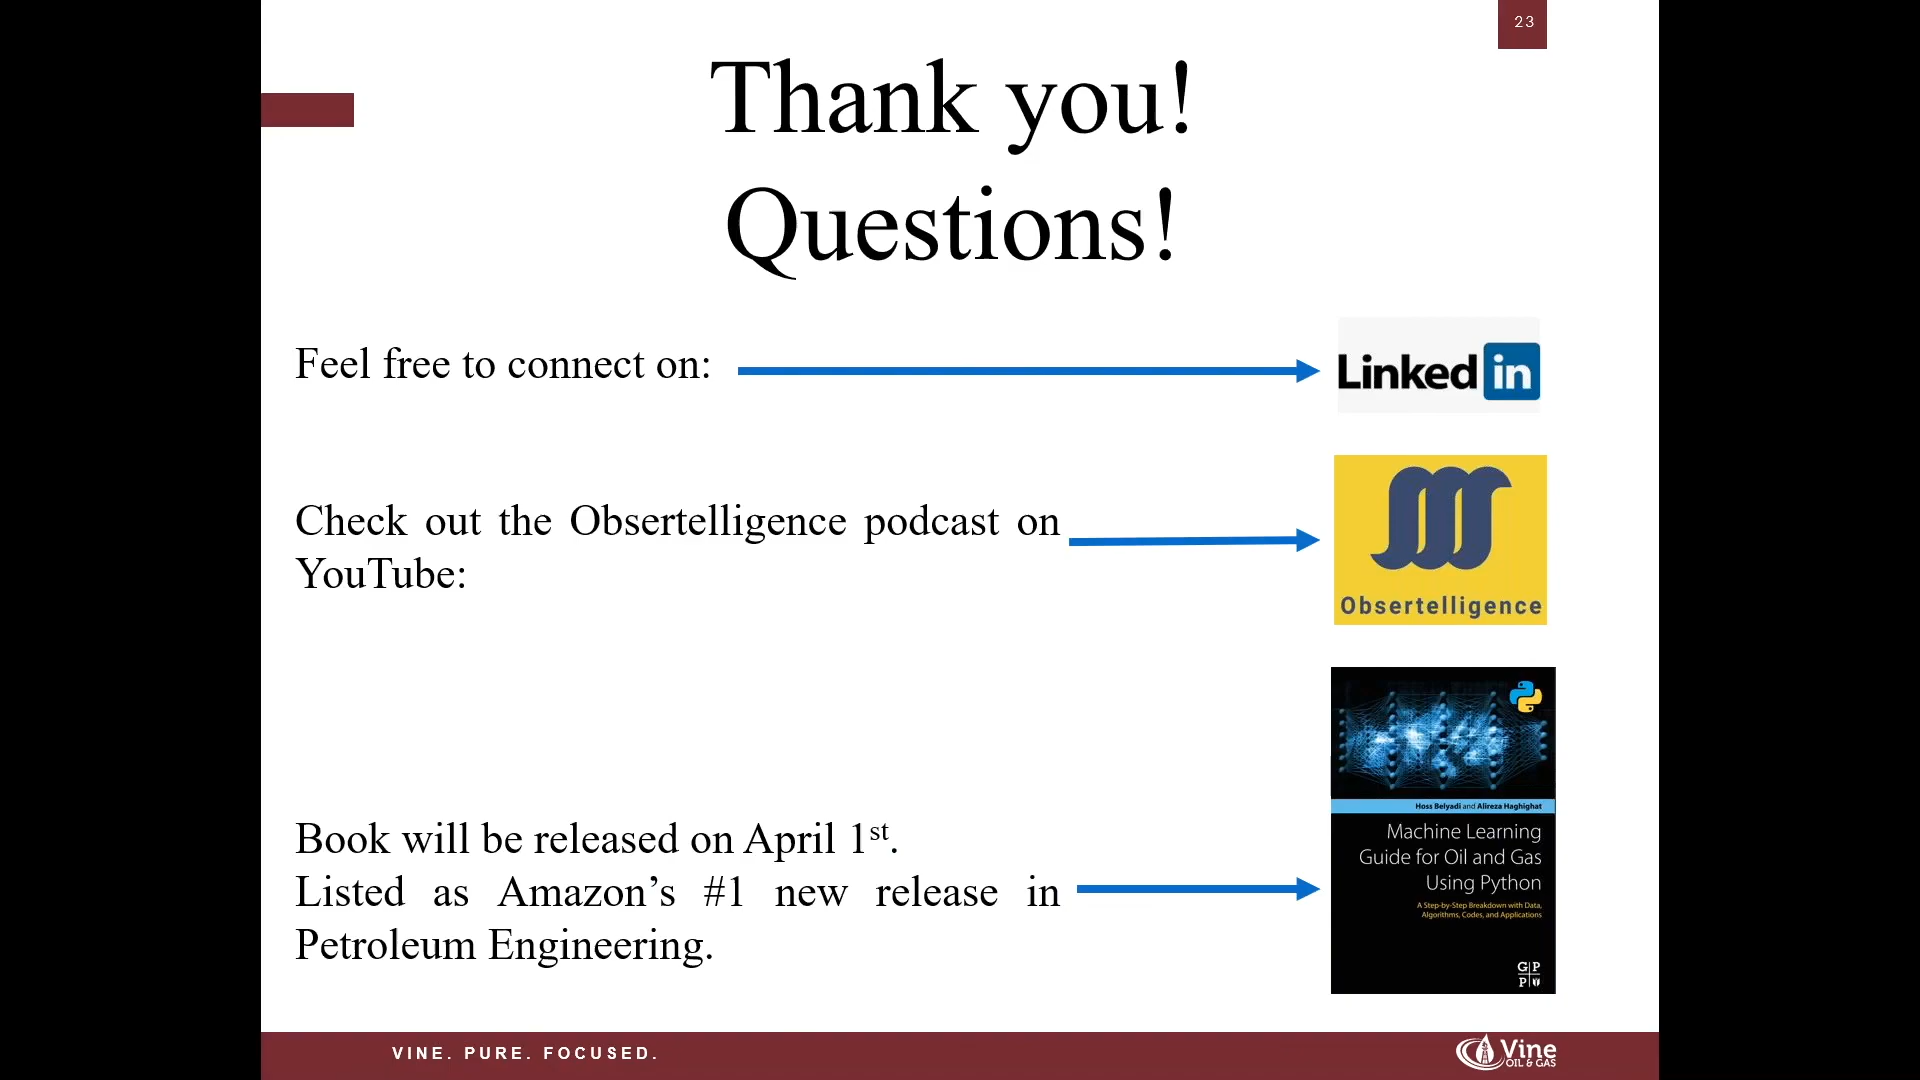 23
Thank you!
Questions!
Feel free to connect on:
Linked in
Check out the Obsertelligence podcast on
YouTube:
Obsertelligence
Hoss Belyadi and Alireza Haghighat
Machine Learning
Guide for Oil and Gas
Using Python
A Step-by-Step Breakdown with Data,
Algorithms, Codes, and Applications
G P
P
Book will be released on April 1st.
Listed as Amazon’s #1 new release in
Petroleum Engineering.
VINE. PURE. FOCUSED.
Vine
OIL & GAS